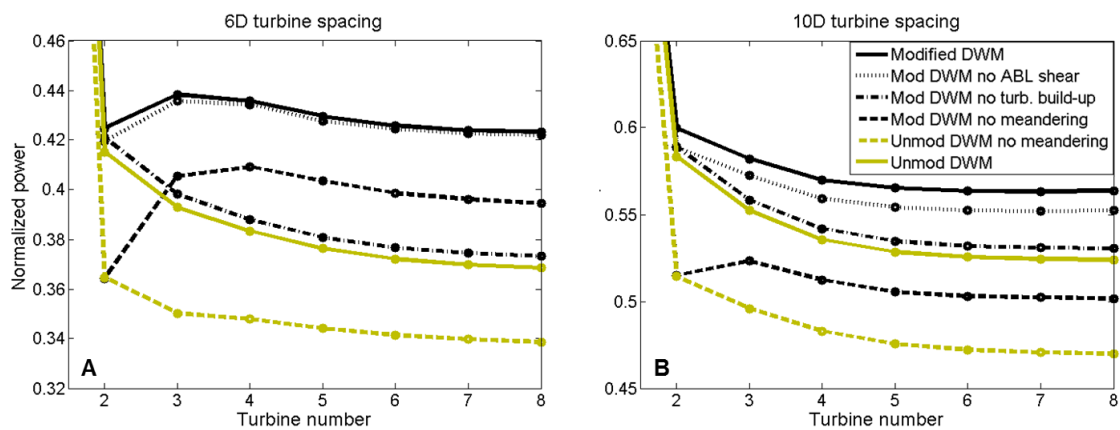 6D turbine spacing
0.46
0.44
0.42
0.4
0.38
0.36
0.34
0.32
Normalized power
A
2 3 4 5 6 7 8
Turbine number
10D turbine spacing
0.65
0.6
0.55
0.5
0.45
Modified DWM
Mod DWM no ABL shear
Mod DWM no turb. build-up
Mod DWM no meandering
Unmod DWM no meandering
Unmod DWM
B
2 3 4 5 6 7 8
Turbine number